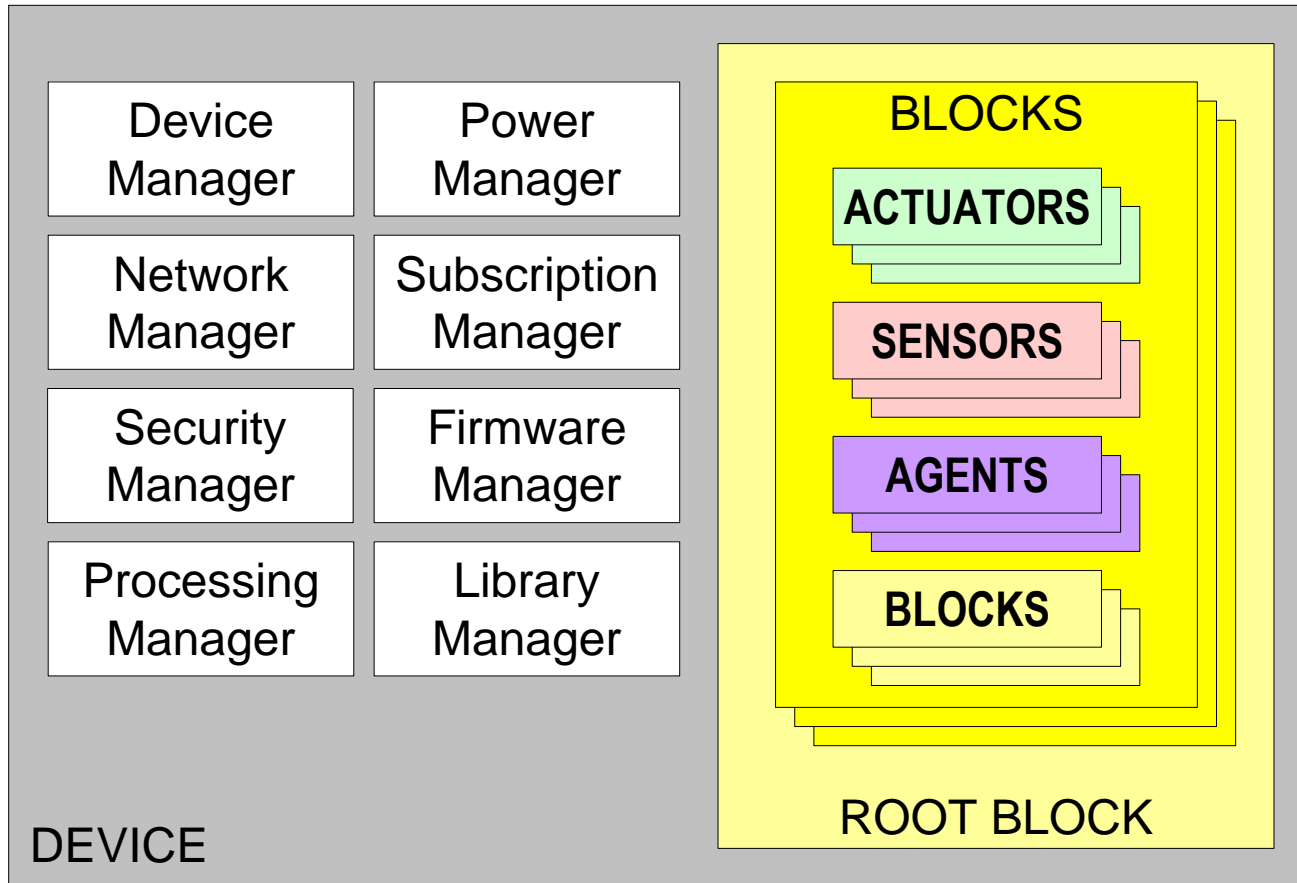 Device
Manager
Power
Manager
Network
Manager
Subscription
Manager
Security
Manager
Firmware
Manager
Processing
Manager
Library
Manager
DEVICE
BLOCKS
ACTUATORS
SENSORS
AGENTS
BLOCKS
ROOT BLOCK